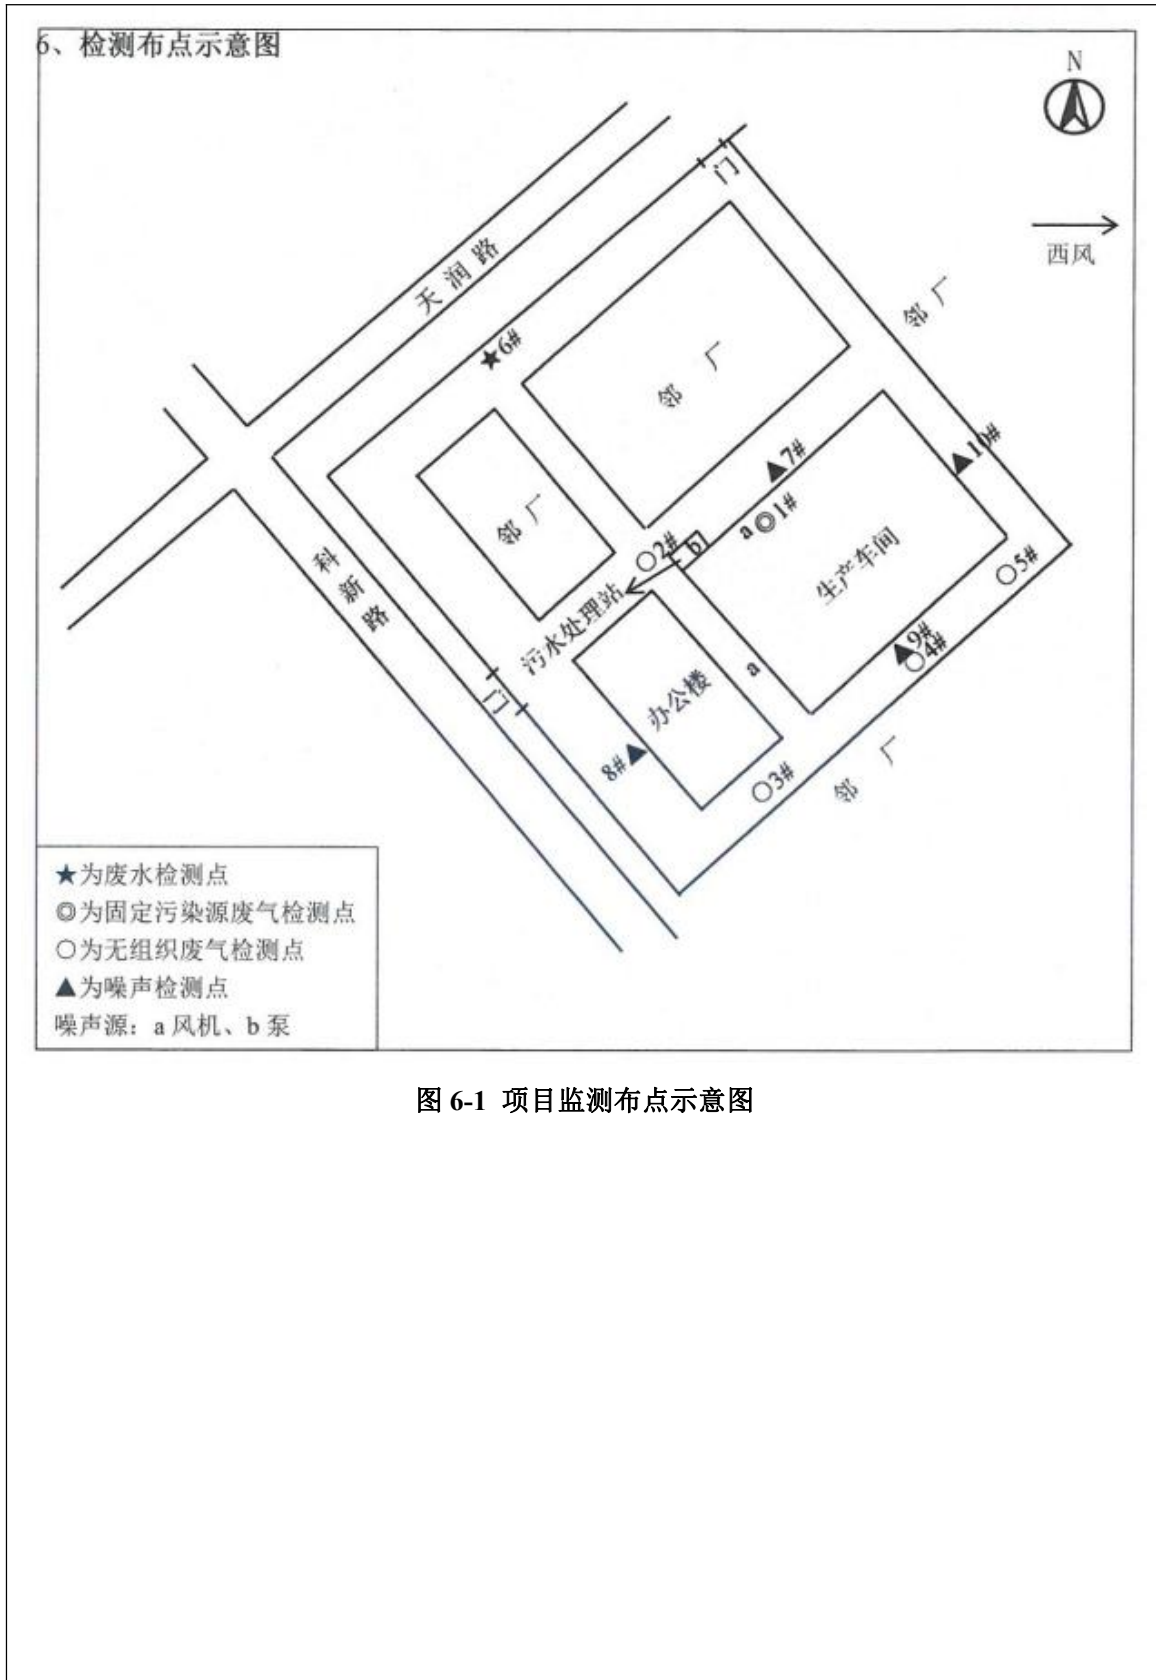 6、检测布点示意图
N
西风
门
天润路
邻厂
★6#
邻厂
▲7#
▲10#
a◎1#
邻厂
○2#
b
生产车间
○5#
科新路
污水处理站
▲9#
○4#
a
办公楼
门
8#▲
○3#
邻厂
★为废水检测点
◎为固定污染源废气检测点
○为无组织废气检测点
▲为噪声检测点
噪声源：a 风机、b 泵
图 6-1 项目监测布点示意图